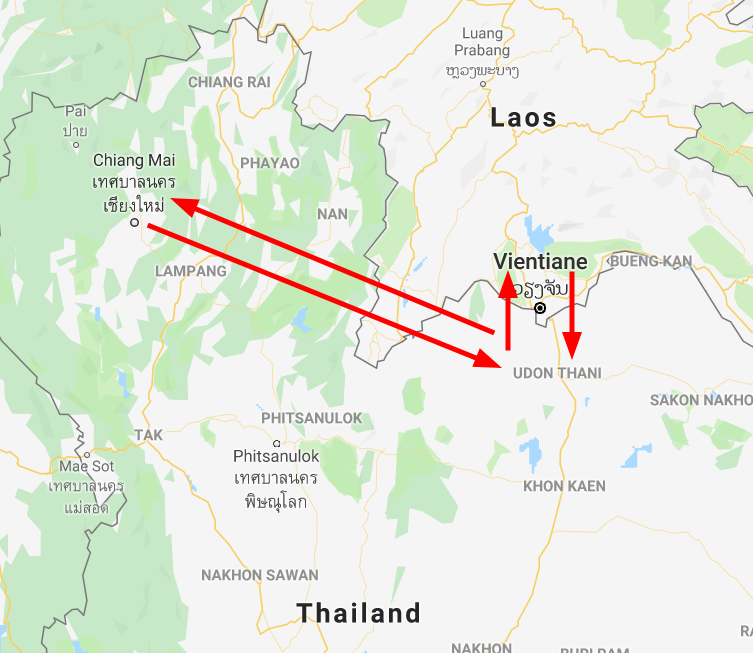 Luang
Prabang
ຫຼວງພະບາງ
CHIANG RAI
Laos
Pai
ปาย
Chiang Mai
เทศบาลนคร
เชียงใหม่
PHAYAO
NAN
LAMPANG
Vientiane
ວຽງຈັນ
BUENG KAN
UDON THANI
SAKON NAKHO
PHITSANULOK
TAK
Phitsanulok
เทศบาลนคร
พิษณุโลก
Mae Sot
เทศบาลนคร
แม่สอด
KHON KAEN
NAKHON SAWAN
Thailand
NAKHON
BURI RAM